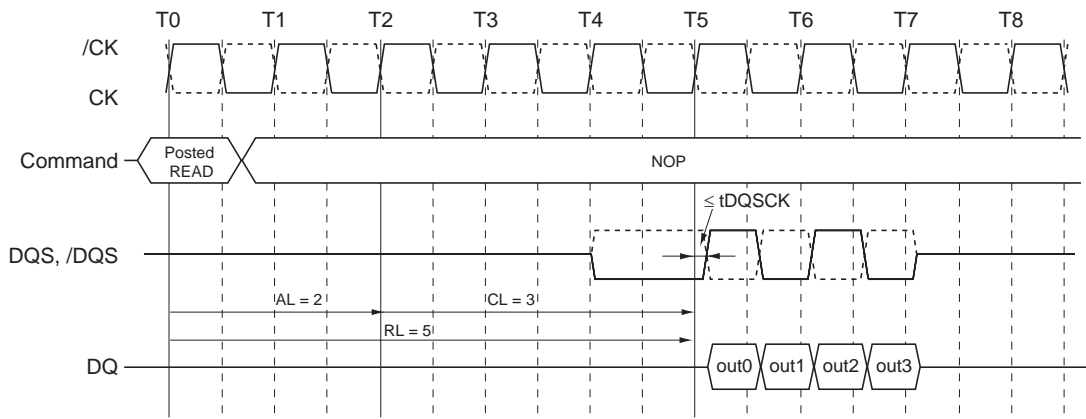 T0 T1 T2 T3 T4 T5 T6 T7 T8
/CK
CK
Command
Posted
READ
NOP
≤ tDQSCK
DQS, /DQS
AL = 2
CL = 3
RL = 5
DQ
out0 out1 out2 out3